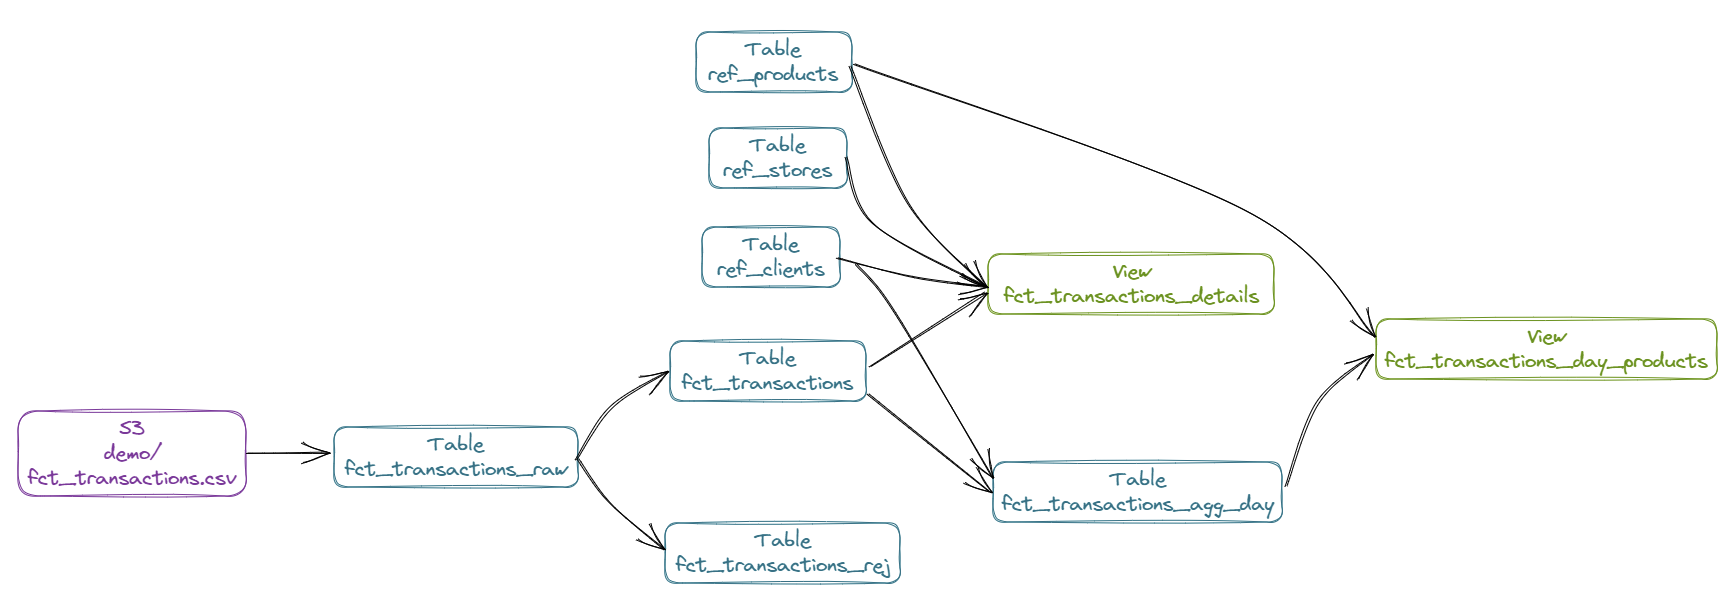 Table
ref_products
Table
ref_stores
Table
ref_clients
View
fct_transactions_details
View
fct_transactions_day_products
Table
fct_transactions
S3
demo/
fct_transactions.csv
Table
fct_transactions_raw
Table
fct_transactions_agg_day
Table
fct_transactions_rej